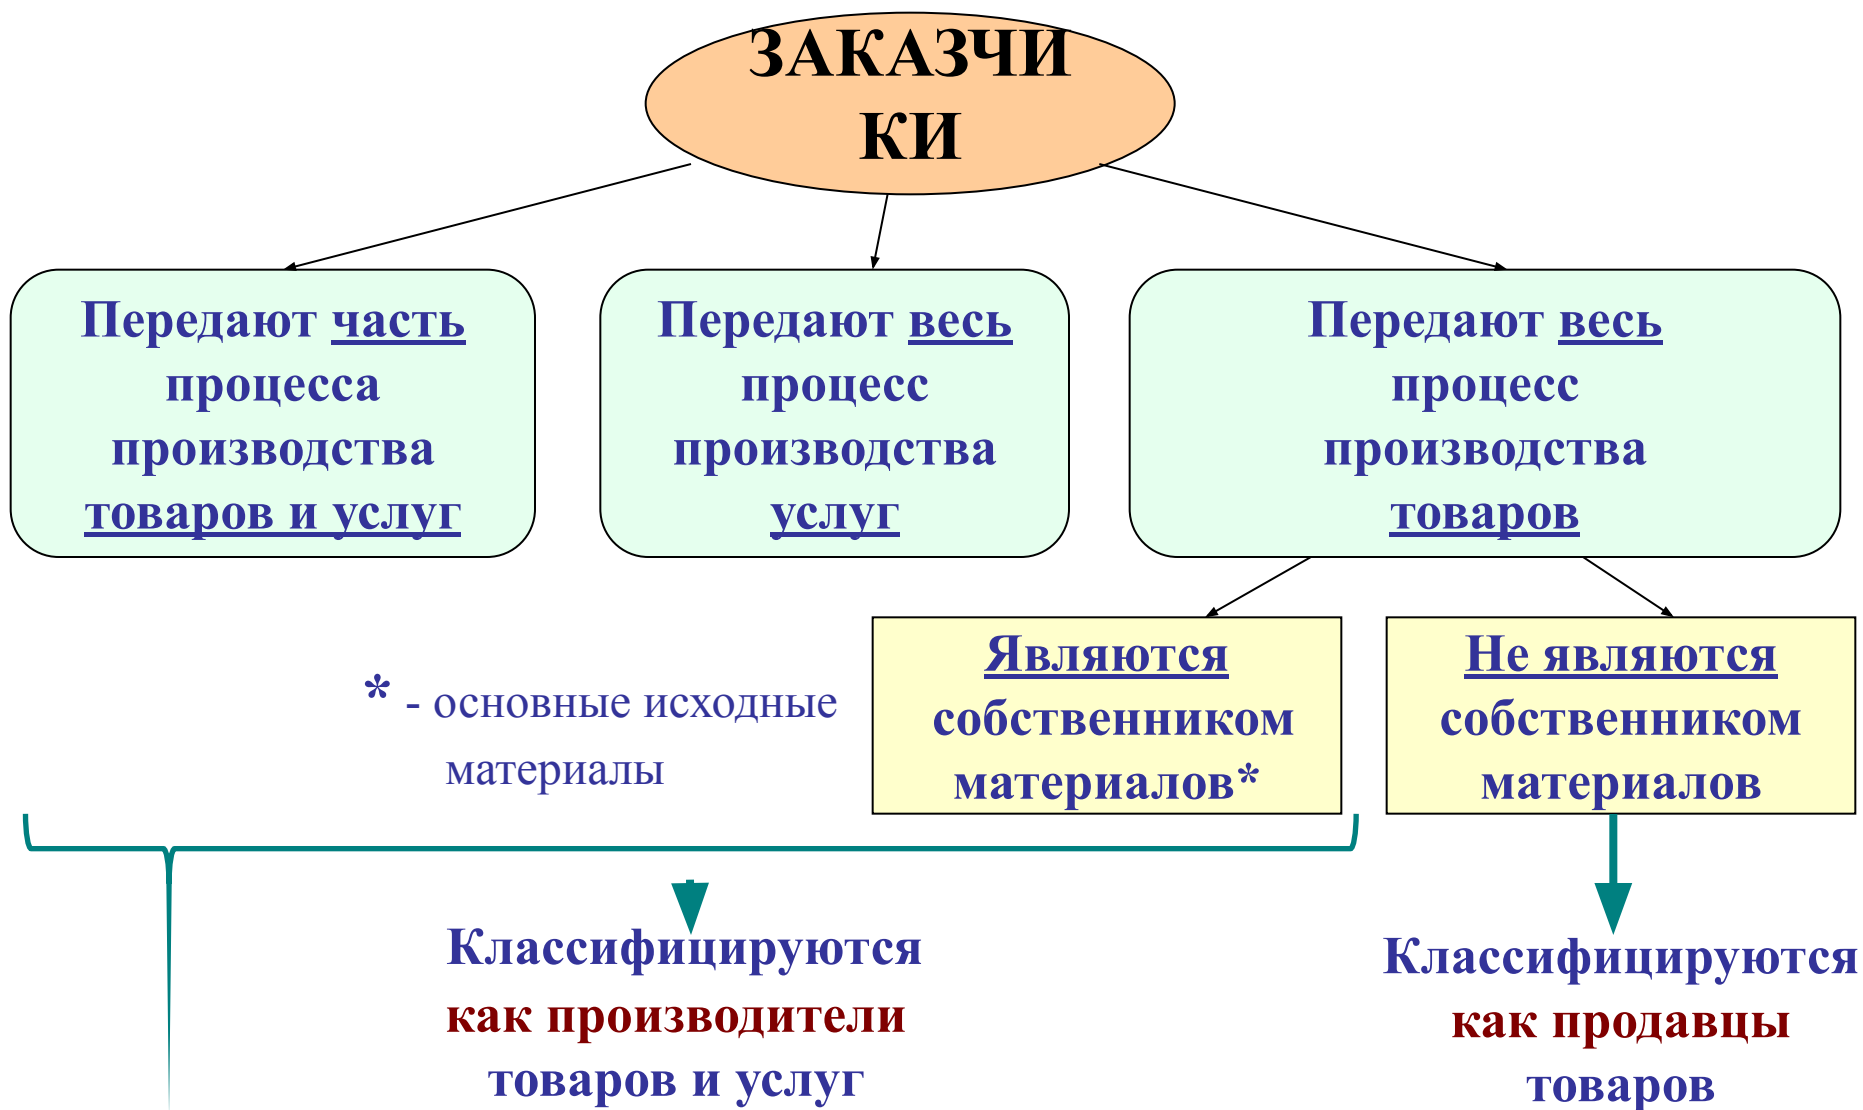 ЗАКАЗЧИ
КИ
Передают часть
процесса
производства
товаров и услуг
Передают весь
процесс
производства
услуг
Передают весь
процесс
производства
товаров
* - основные исходные
материалы
Являются
собственником
материалов*
Не являются
собственником
материалов
Классифицируются
как производители
товаров и услуг
Классифицируются
как продавцы
товаров